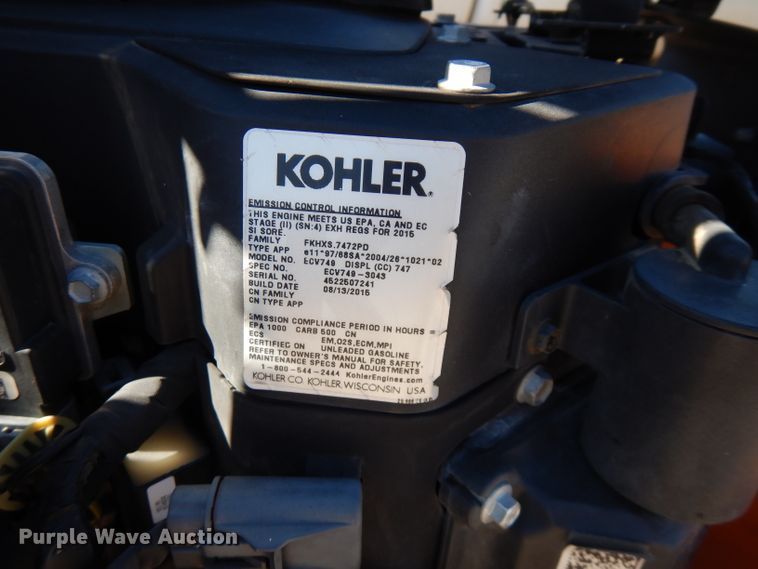 KOHLER®
EMISSION CONTROL INFORMATION
THIS ENGINE MEETS US EPA, CA AND EC
STAGE (II) (SN:4) EXH REGS FOR 2015
SI SORE.
FAMILY FKHXS.7472PD
TYPE APP e11*97/68SA*2004/26*1021*02
MODEL NO. ECV749 DISPL (CC) 747
SPEC NO. ECV749-3043
SERIAL NO. 4522507241
BUILD DATE 08/13/2015
CN FAMILY
CN TYPE APP
EMISSION COMPLIANCE PERIOD IN HOURS =
EPA 1000 CARB 500 CN
ECS EM,O2S,ECM,MPI
CERTIFIED ON UNLEADED GASOLINE
REFER TO OWNER'S MANUAL FOR SAFETY,
MAINTENANCE SPECS AND ADJUSTMENTS
1-800-544-2444 KohlerEngines.com
KOHLER CO. KOHLER, WISCONSIN USA
Purple Wave Auction